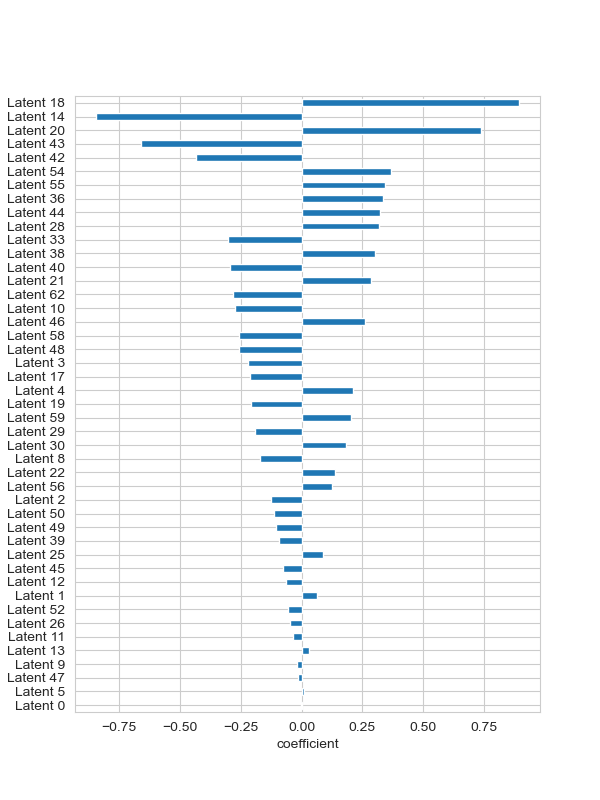 Latent 18
Latent 14
Latent 20
Latent 43
Latent 42
Latent 54
Latent 55
Latent 36
Latent 44
Latent 28
Latent 33
Latent 38
Latent 40
Latent 21
Latent 62
Latent 10
Latent 46
Latent 58
Latent 48
Latent 3
Latent 17
Latent 4
Latent 19
Latent 59
Latent 29
Latent 30
Latent 8
Latent 22
Latent 56
Latent 2
Latent 50
Latent 49
Latent 39
Latent 25
Latent 45
Latent 12
Latent 1
Latent 52
Latent 26
Latent 11
Latent 13
Latent 9
Latent 47
Latent 5
Latent 0
−0.75 −0.50 −0.25 0.00 0.25 0.50 0.75
coefficient